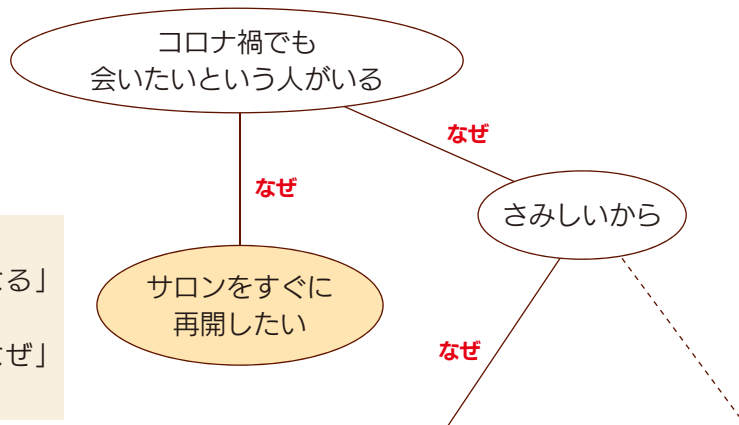 コロナ禍でも
会いたいという人がいる
なぜ
なぜ
さみしいから
サロンをすぐに
再開したい
る」
ぜ」
なぜ